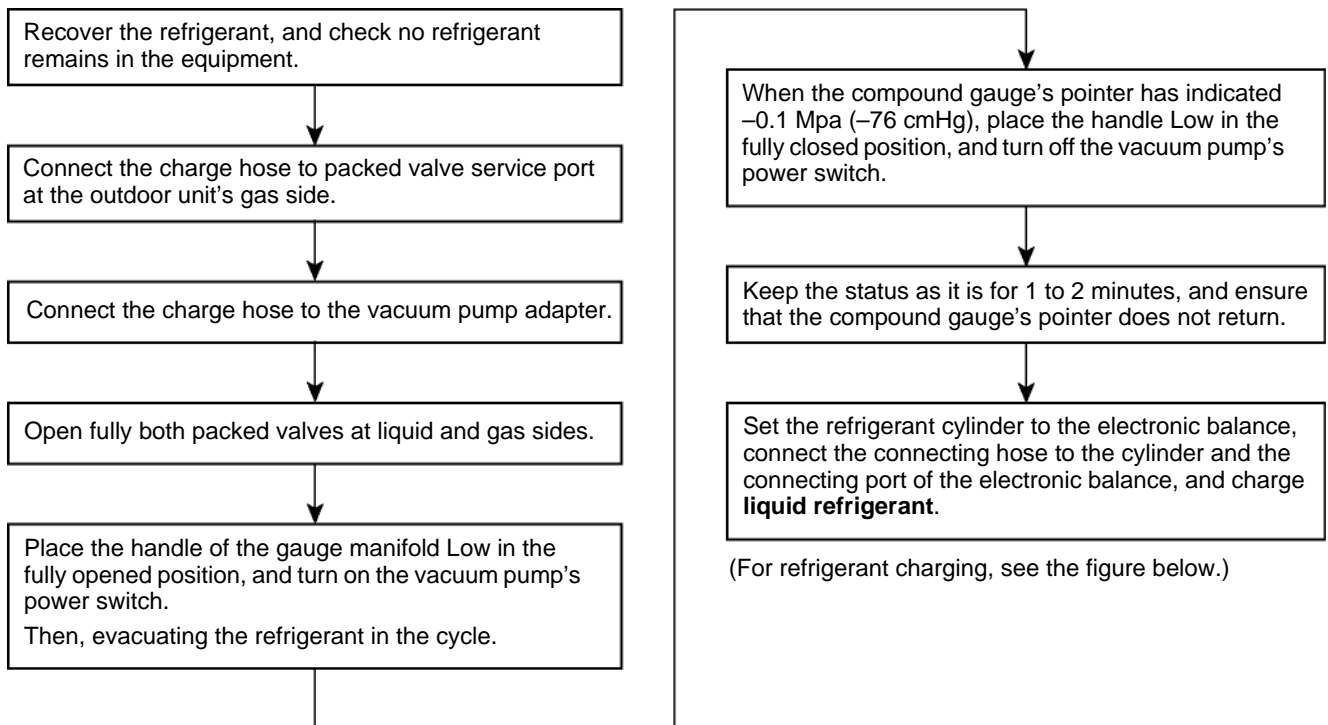 Recover the refrigerant, and check no refrigerant
remains in the equipment.
Connect the charge hose to packed valve service port
at the outdoor unit's gas side.
Connect the charge hose to the vacuum pump adapter.
Open fully both packed valves at liquid and gas sides.
Place the handle of the gauge manifold Low in the
fully opened position, and turn on the vacuum pump's
power switch.
Then, evacuating the refrigerant in the cycle.
When the compound gauge's pointer has indicated
–0.1 Mpa (–76 cmHg), place the handle Low in the
fully closed position, and turn off the vacuum pump's
power switch.
Keep the status as it is for 1 to 2 minutes, and ensure
that the compound gauge's pointer does not return.
Set the refrigerant cylinder to the electronic balance,
connect the connecting hose to the cylinder and the
connecting port of the electronic balance, and charge
liquid refrigerant.
(For refrigerant charging, see the figure below.)